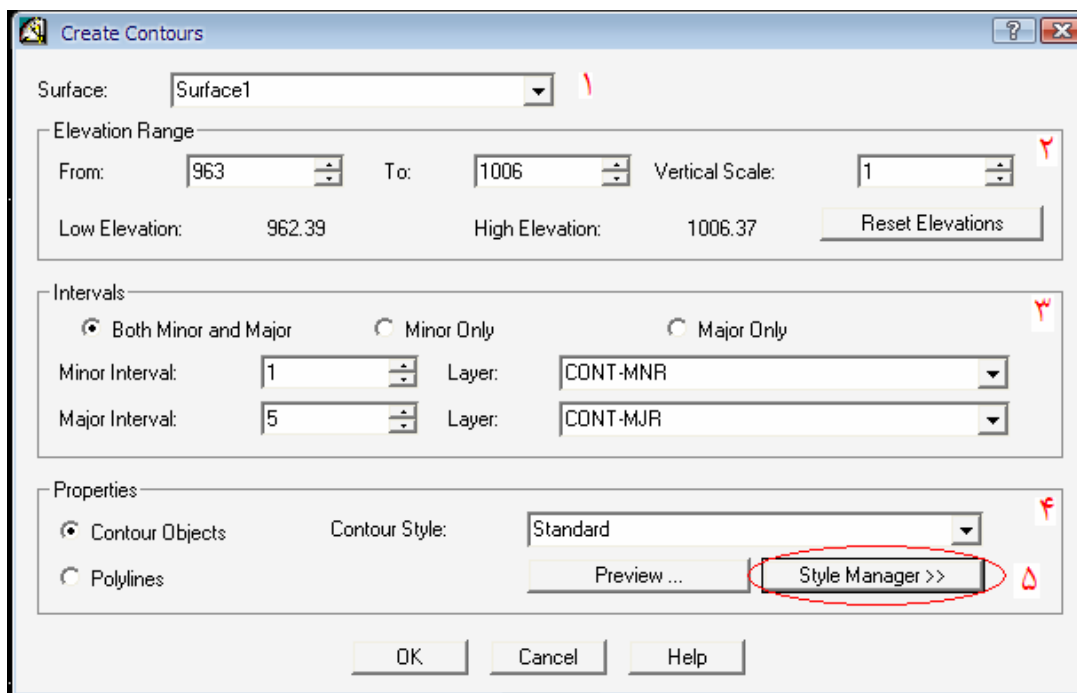 Create Contours
Surface: Surface1 ۱
Elevation Range ۲
From: 963 To: 1006 Vertical Scale: 1
Low Elevation: 962.39 High Elevation: 1006.37 Reset Elevations
Intervals ۳
Both Minor and Major Minor Only Major Only
Minor Interval: 1 Layer: CONT-MNR
Major Interval: 5 Layer: CONT-MJR
Properties ۴
Contour Objects Contour Style: Standard
Polylines Preview ... Style Manager >> ۵
OK Cancel Help